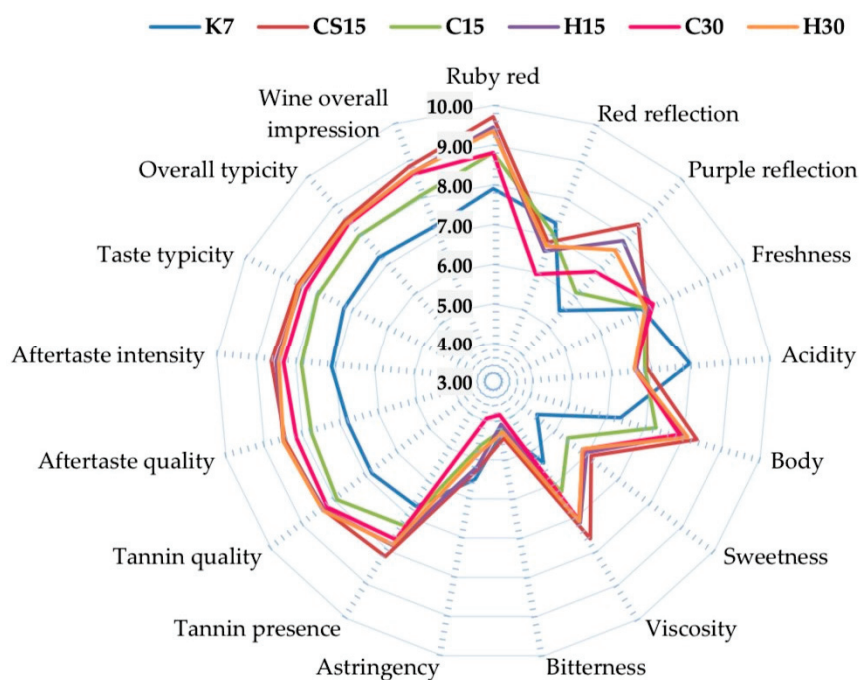 K7 CS15 C15 H15 C30 H30
Ruby red
Red reflection
Purple reflection
Freshness
Acidity
Body
Sweetness
Viscosity
Bitterness
Astringency
Tannin presence
Tannin quality
Aftertaste quality
Aftertaste intensity
Taste typicity
Overall typicity
Wine overall
impression
10.00
9.00
8.00
7.00
6.00
5.00
4.00
3.00